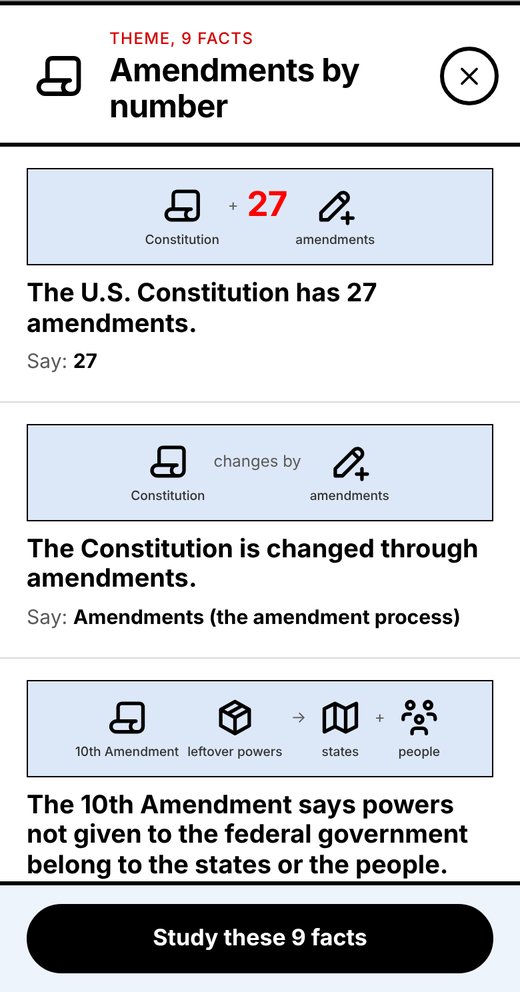 THEME, 9 FACTS
Amendments by
number
+ 27
Constitution amendments
The U.S. Constitution has 27
amendments.
Say: 27
changes by
Constitution amendments
The Constitution is changed through
amendments.
Say: Amendments (the amendment process)
→ +
10th Amendment leftover powers states people
The 10th Amendment says powers
not given to the federal government
belong to the states or the people.
Study these 9 facts